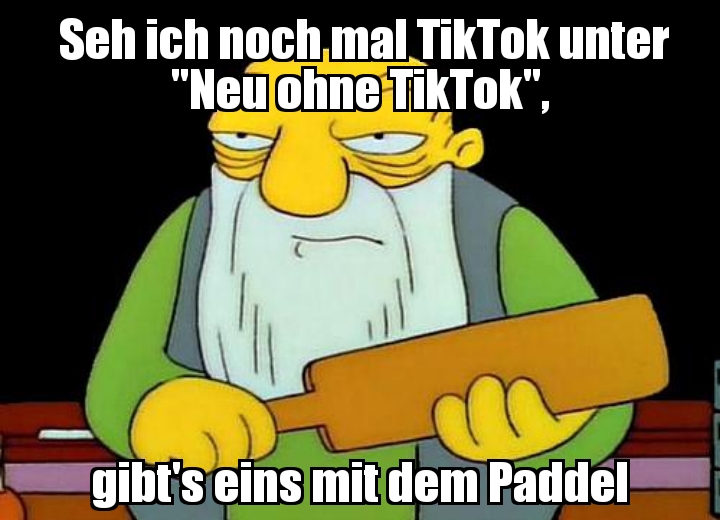 Seh ich noch mal TikTok unter
"Neu ohne TikTok",
gibt's eins mit dem Paddel